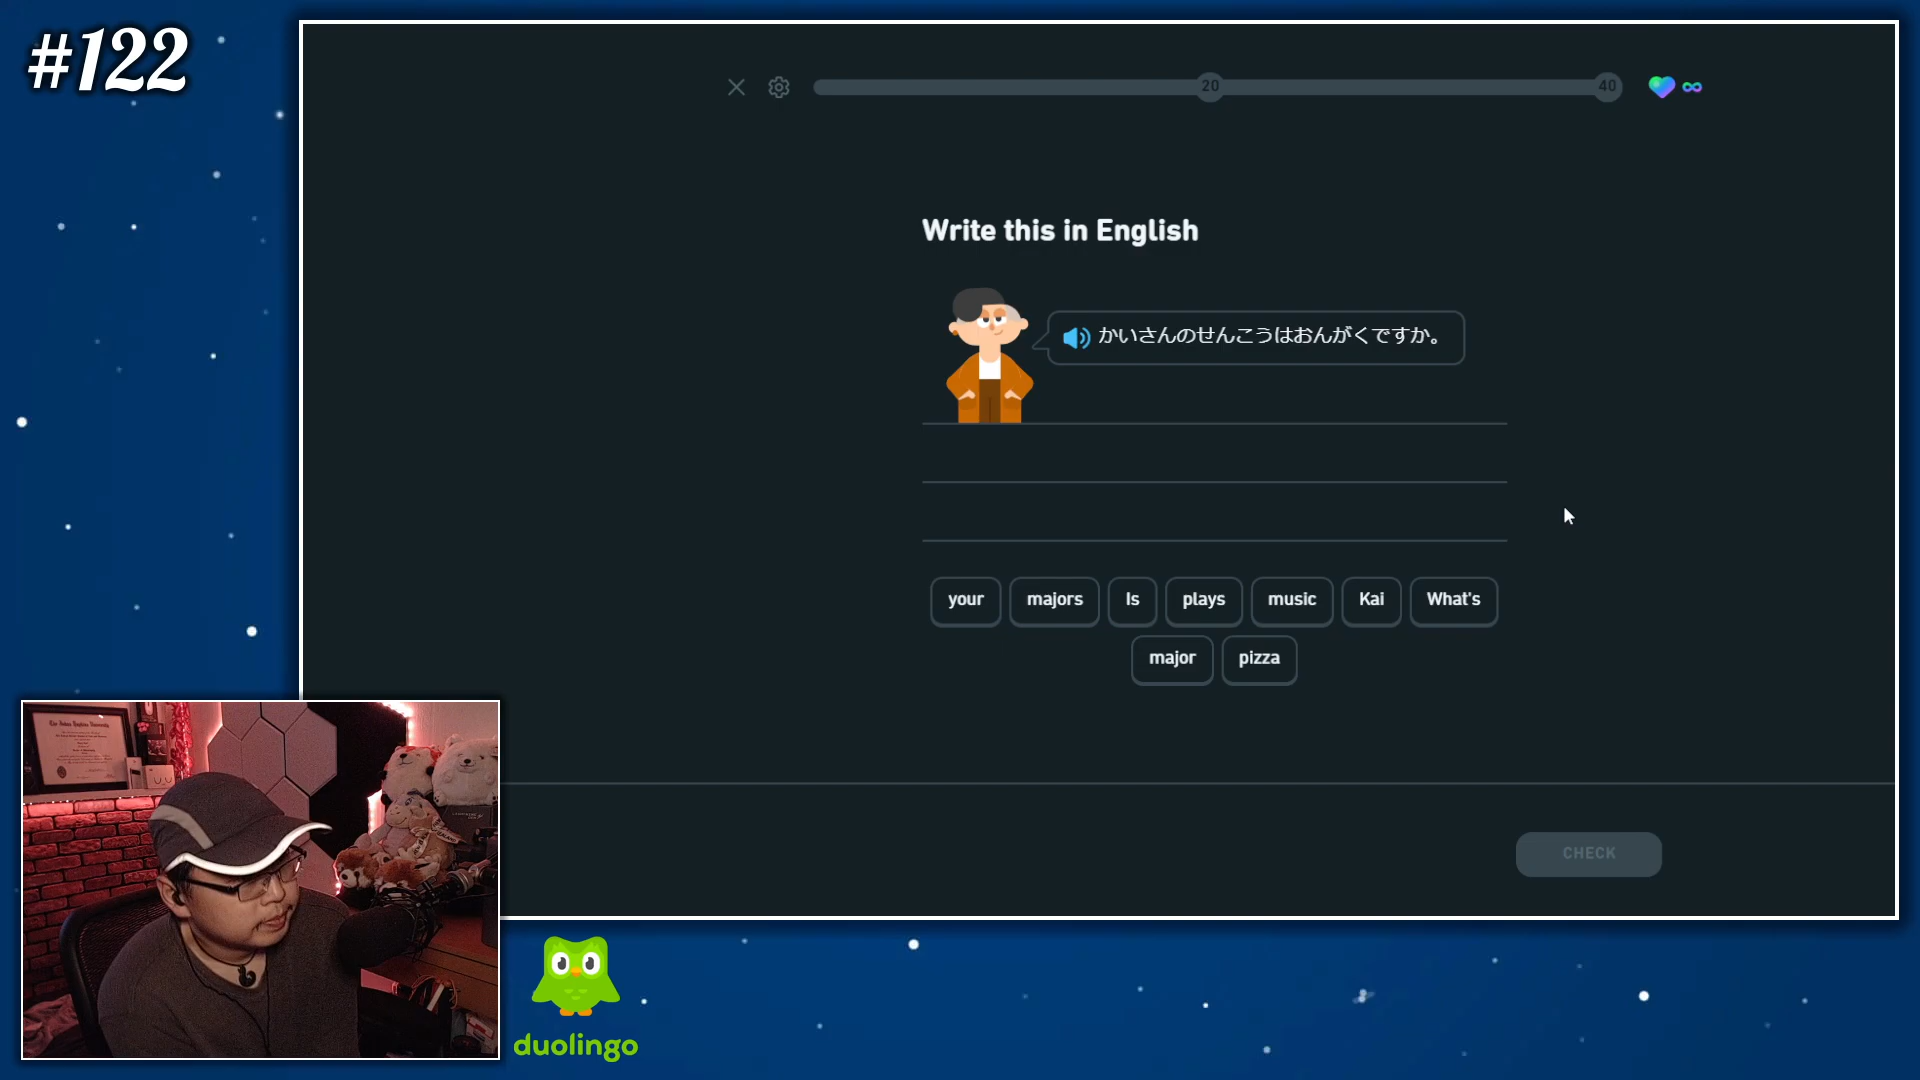 #122
20
40
Write this in English
かいさんのせんこうはおんがくですか。
your
majors
Is
plays
music
Kai
What's
major
pizza
CHECK
duolingo